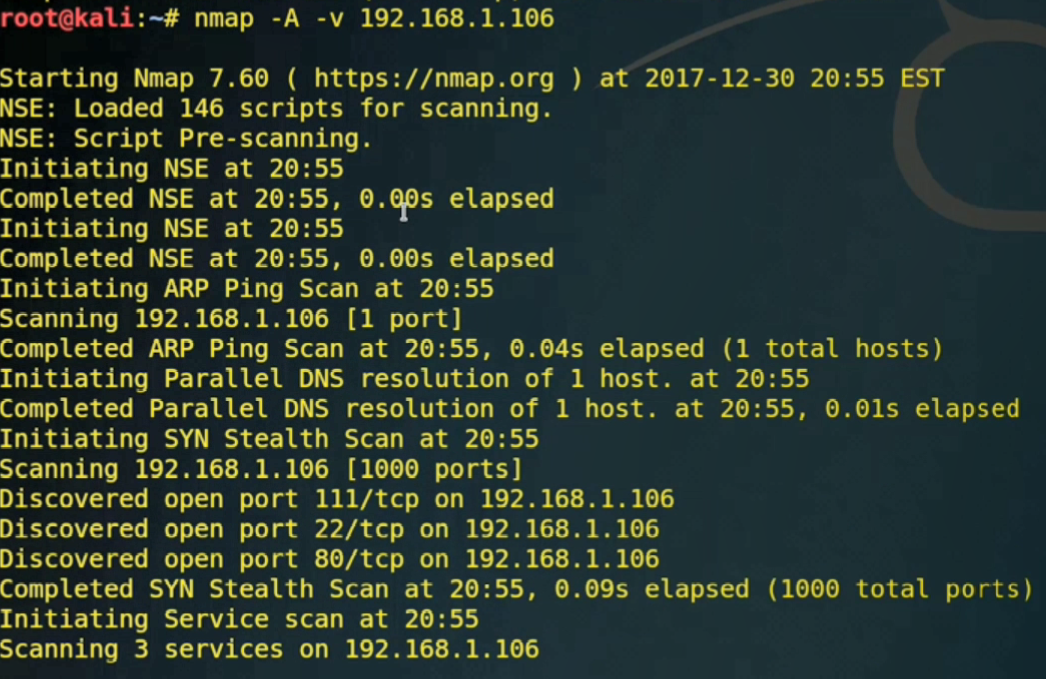 root@kali:~# nmap -A -v 192.168.1.106
Starting Nmap 7.60 ( https://nmap.org ) at 2017-12-30 20:55 EST
NSE: Loaded 146 scripts for scanning.
NSE: Script Pre-scanning.
Initiating NSE at 20:55
Completed NSE at 20:55, 0.00s elapsed
Initiating NSE at 20:55
Completed NSE at 20:55, 0.00s elapsed
Initiating ARP Ping Scan at 20:55
Scanning 192.168.1.106 [1 port]
Completed ARP Ping Scan at 20:55, 0.04s elapsed (1 total hosts)
Initiating Parallel DNS resolution of 1 host. at 20:55
Completed Parallel DNS resolution of 1 host. at 20:55, 0.01s elapsed
Initiating SYN Stealth Scan at 20:55
Scanning 192.168.1.106 [1000 ports]
Discovered open port 111/tcp on 192.168.1.106
Discovered open port 22/tcp on 192.168.1.106
Discovered open port 80/tcp on 192.168.1.106
Completed SYN Stealth Scan at 20:55, 0.09s elapsed (1000 total ports)
Initiating Service scan at 20:55
Scanning 3 services on 192.168.1.106